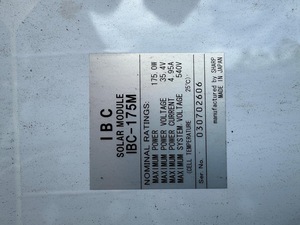 IBC
SOLAR MODULE
IBC-175M
NOMINAL RATINGS:
MAXIMUM POWER 175.0W
MAXIMUM POWER VOLTAGE 35.4V
MAXIMUM POWER CURRENT 4.95A
MAXIMUM SYSTEM VOLTAGE 540V
(CELL TEMPERATURE 25℃)
Ser No. 030702606
manufactured by SHARP
MADE IN JAPAN